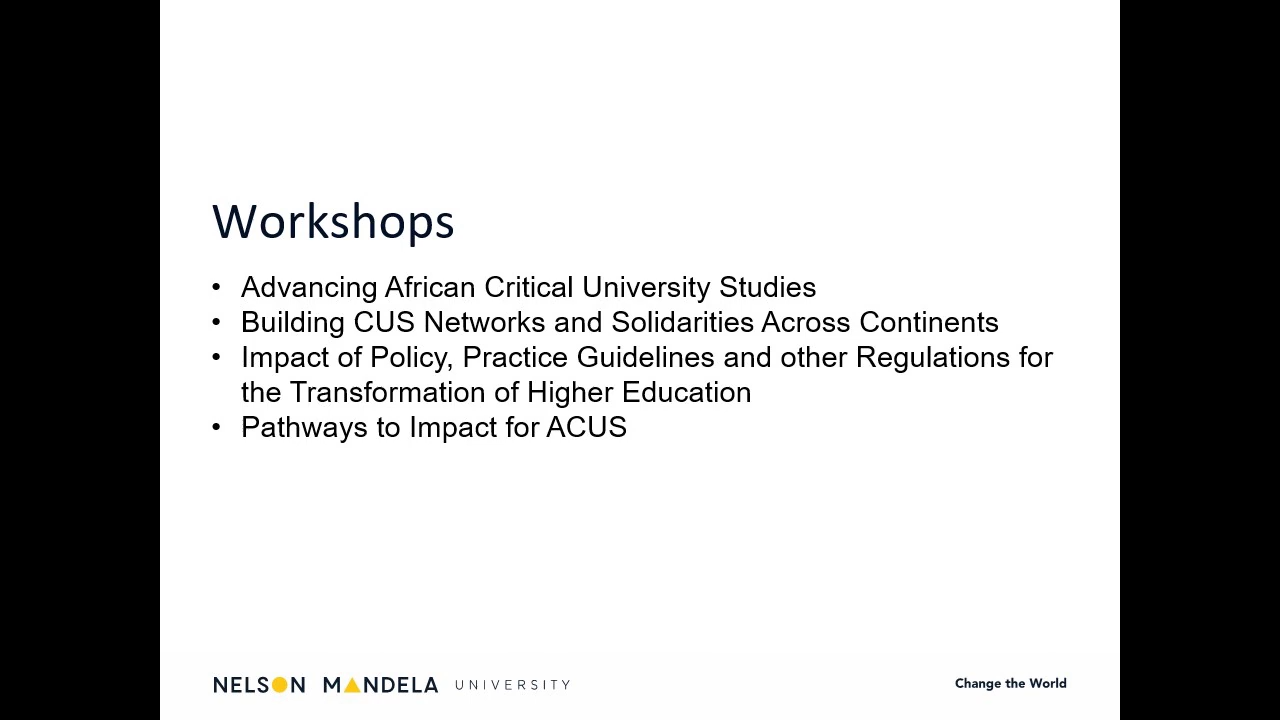 Workshops
• Advancing African Critical University Studies
• Building CUS Networks and Solidarities Across Continents
• Impact of Policy, Practice Guidelines and other Regulations for
the Transformation of Higher Education
• Pathways to Impact for ACUS
NELSON MANDELA UNIVERSITY
Change the World